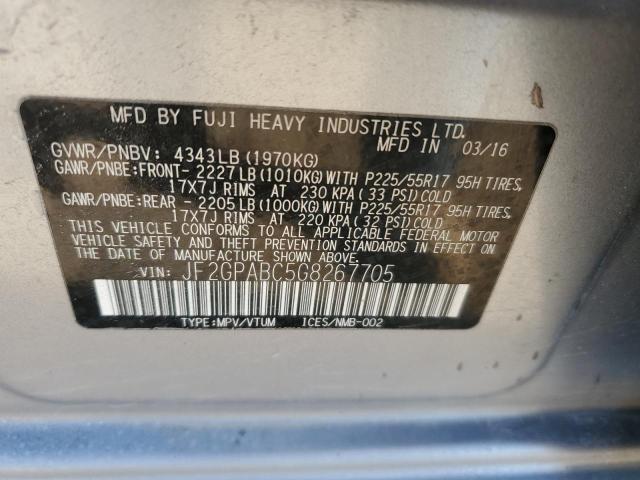 MFD BY FUJI HEAVY INDUSTRIES LTD.
GVWR/PNBV: 4343LB (1970KG) MFD IN 03/16
GAWR/PNBE:FRONT- 2227LB (1010KG) WITH P225/55R17 95H TIRES,
17X7J RIMS AT 230 KPA (33 PSI) COLD
GAWR/PNBE:REAR - 2205LB (1000KG) WITH P225/55R17 95H TIRES,
17X7J RIMS AT 220 KPA (32 PSI) COLD
THIS VEHICLE CONFORMS TO ALL APPLICABLE FEDERAL MOTOR
VEHICLE SAFETY AND THEFT PREVENTION STANDARDS IN EFFECT ON
THE DATE OF MANUFACTURE SHOWN ABOVE.
VIN: JF2GPABC5G8267705
TYPE:MPV/VTUM ICES/NMB-002